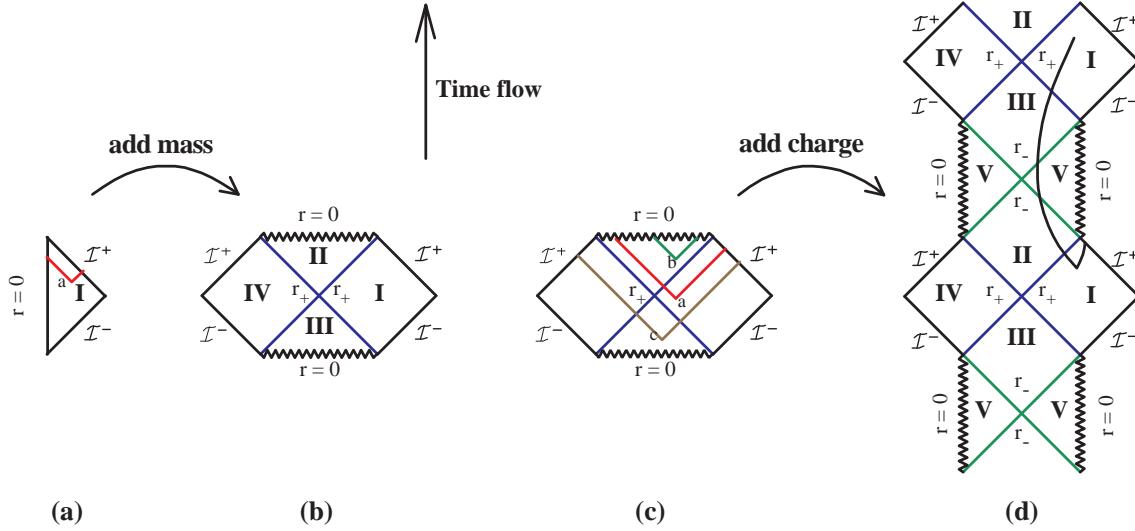 Time flow
add mass
add charge
r = 0
a
I
ℐ+
ℐ−
(a)
r = 0
ℐ+
ℐ+
II
IV
r+
r+
I
III
ℐ−
ℐ−
r = 0
(b)
r = 0
ℐ+
ℐ+
b
r+
a
c
ℐ−
ℐ−
r = 0
(c)
ℐ+
II
ℐ+
IV
r+
r+
I
ℐ−
III
ℐ−
r = 0
r-
V
V
r = 0
r-
ℐ+
II
ℐ+
IV
r+
r+
I
ℐ−
III
ℐ−
r = 0
r-
V
V
r = 0
r-
(d)